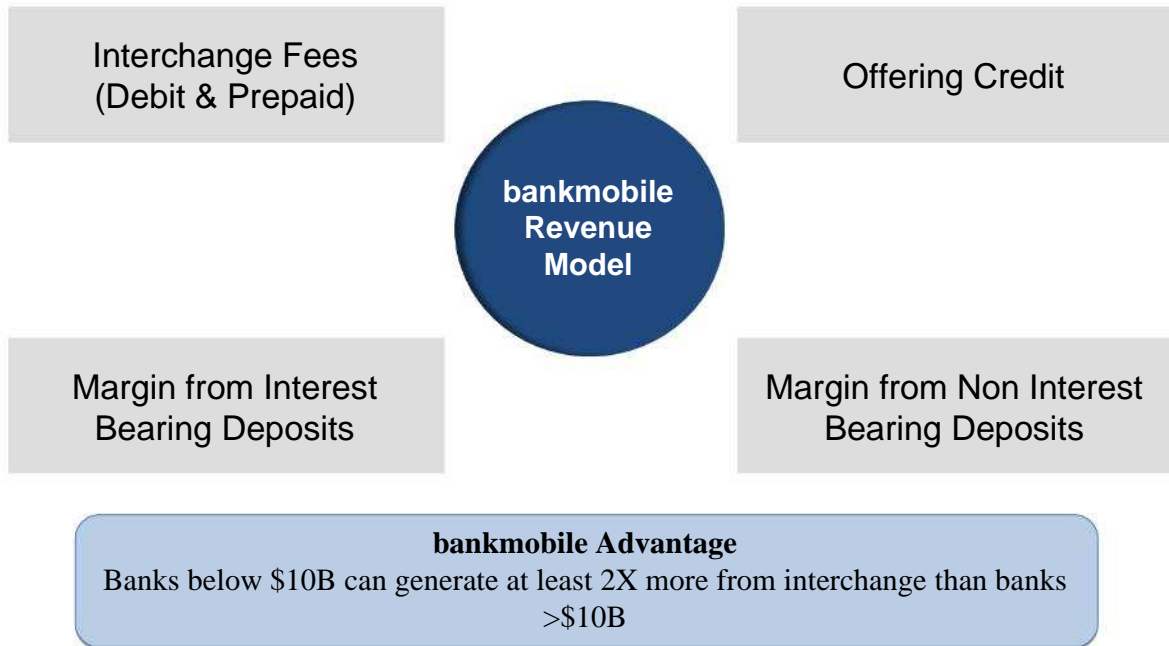 Interchange Fees
(Debit & Prepaid)
Offering Credit
bankmobile
Revenue
Model
Margin from Interest
Bearing Deposits
Margin from Non Interest
Bearing Deposits
bankmobile Advantage
Banks below $10B can generate at least 2X more from interchange than banks
>$10B